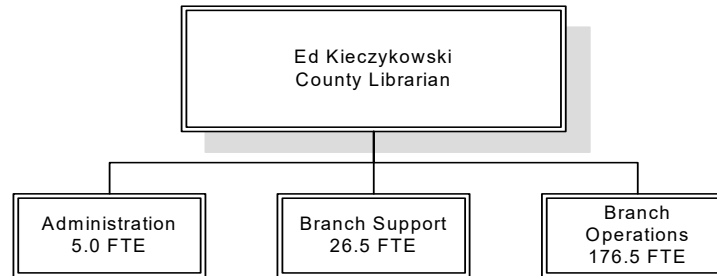 Ed Kieczykowski
County Librarian
Administration
5.0 FTE
Branch Support
26.5 FTE
Branch
Operations
176.5 FTE